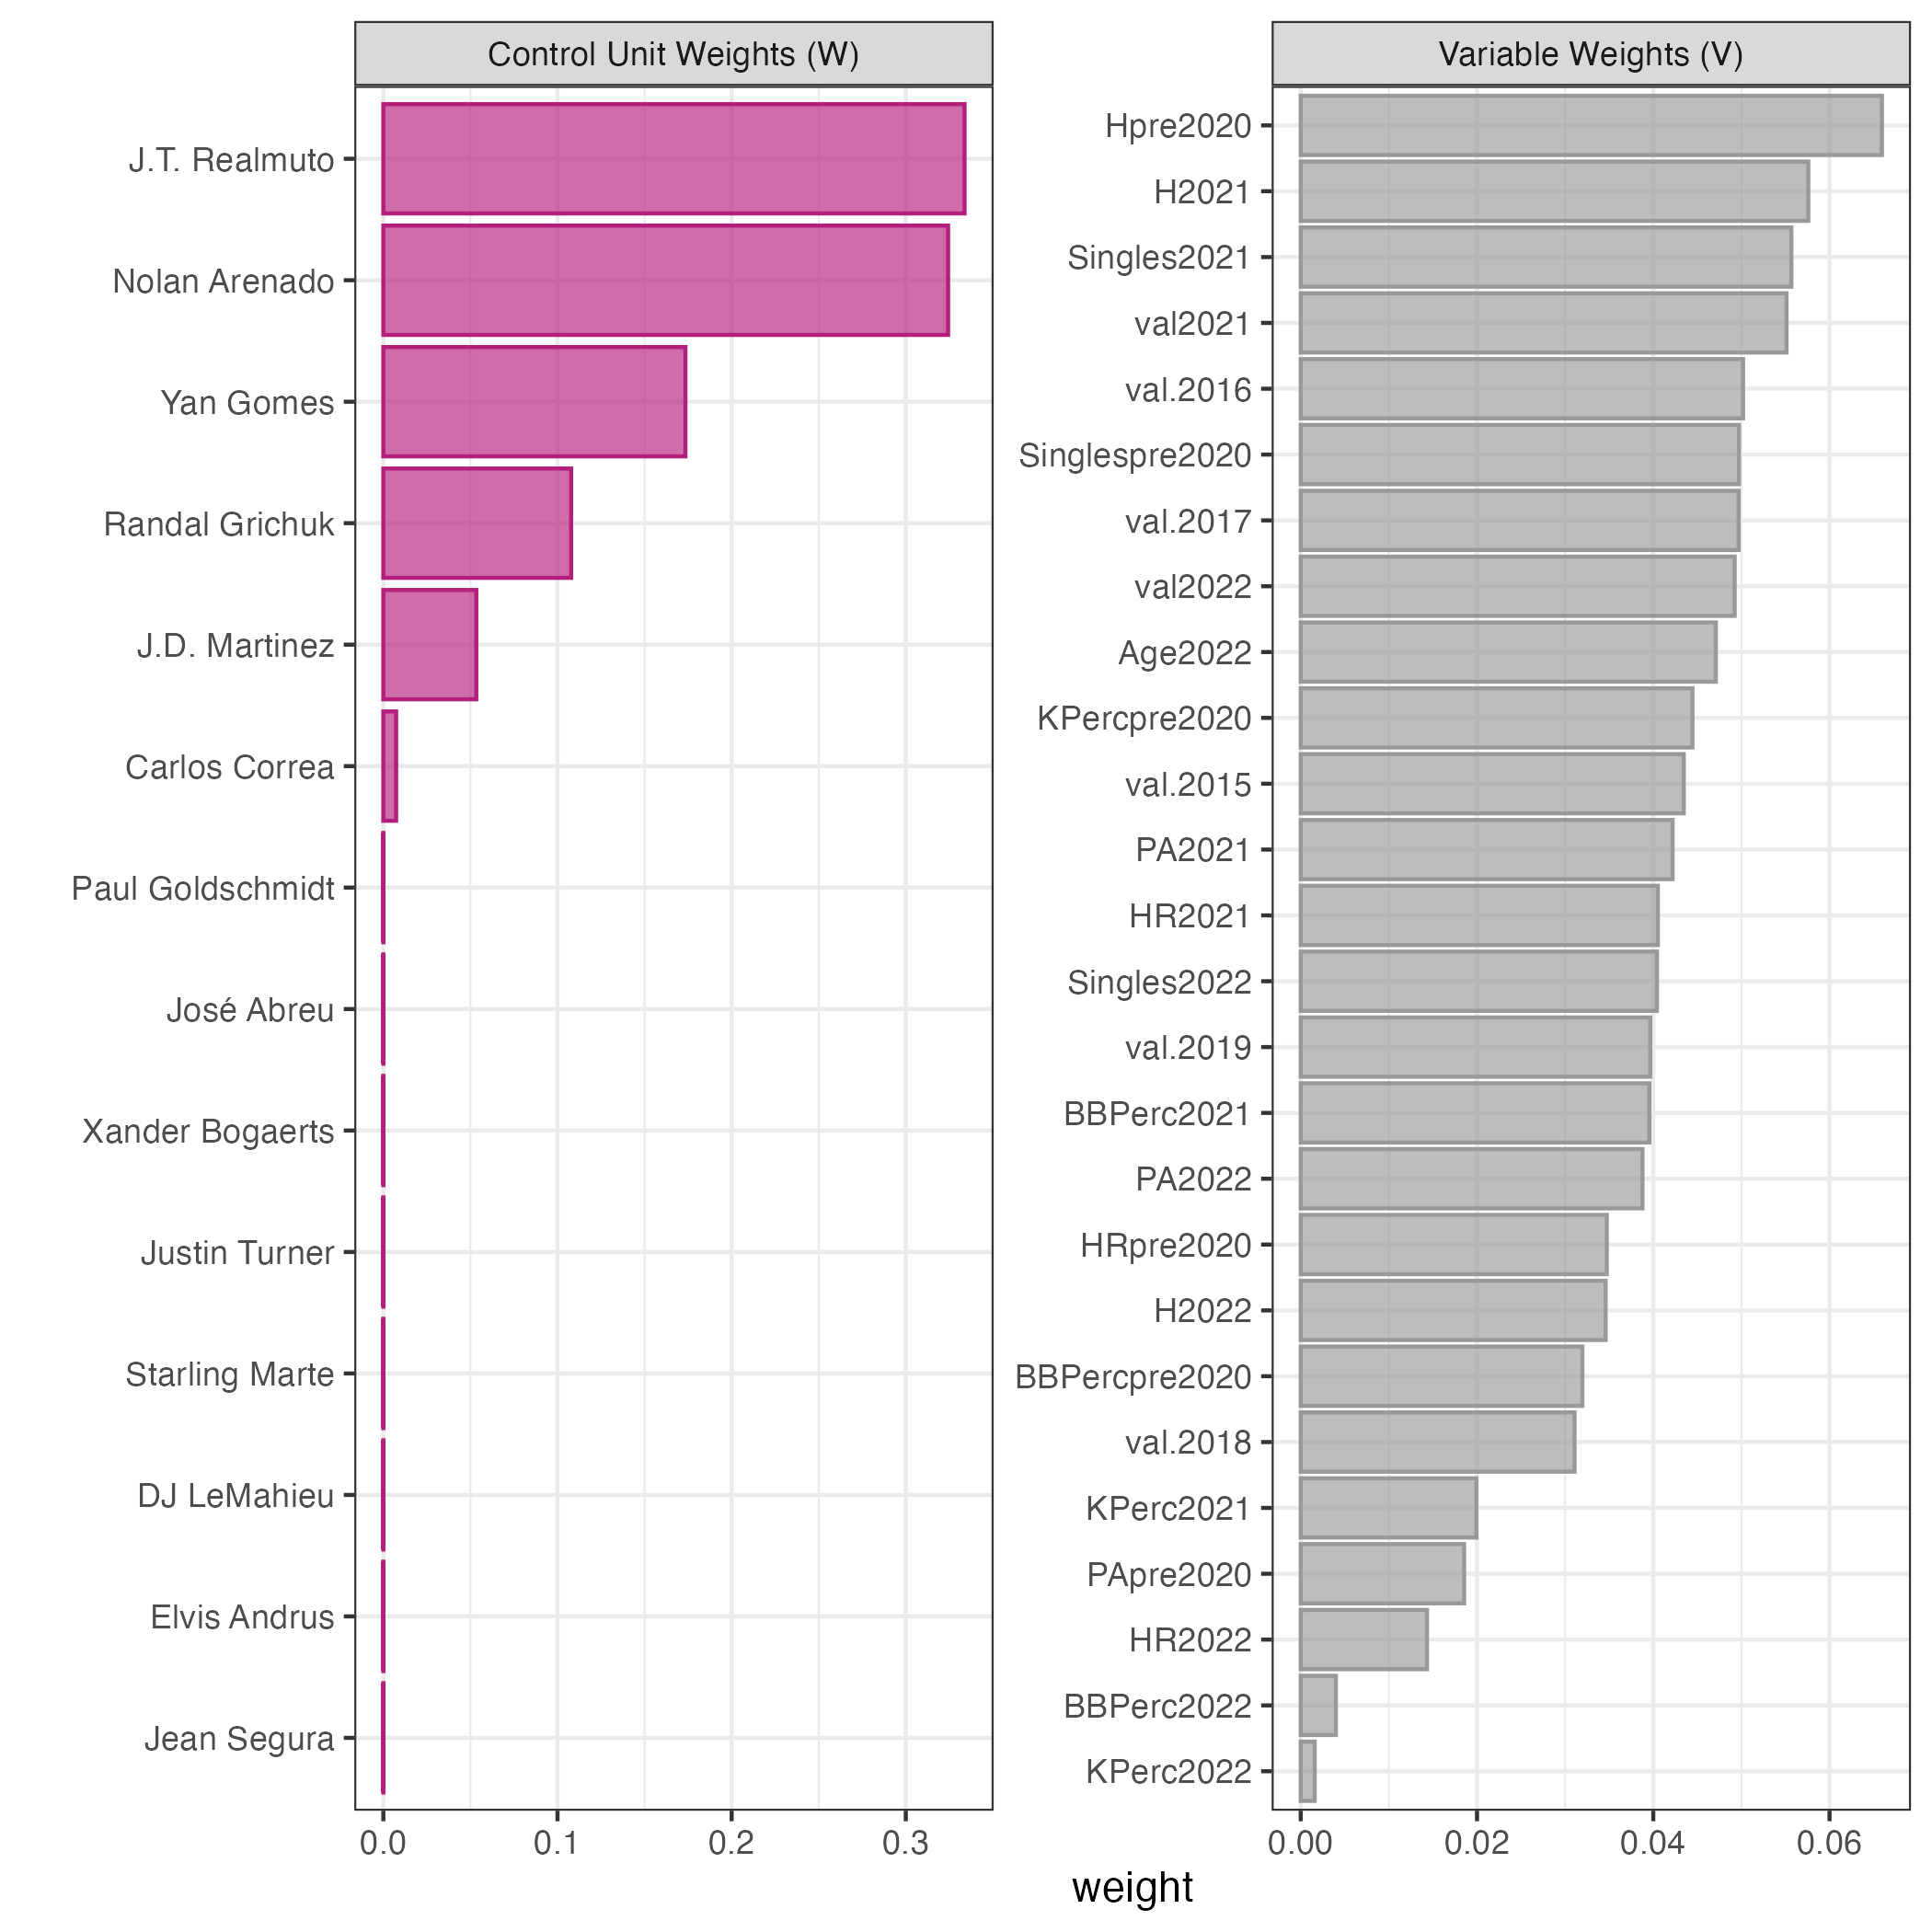 Control Unit Weights (W)
J.T. Realmuto
Nolan Arenado
Yan Gomes
Randal Grichuk
J.D. Martinez
Carlos Correa
Paul Goldschmidt
José Abreu
Xander Bogaerts
Justin Turner
Starling Marte
DJ LeMahieu
Elvis Andrus
Jean Segura
0.0 0.1 0.2 0.3
Variable Weights (V)
Hpre2020
H2021
Singles2021
val2021
val.2016
Singlespre2020
val.2017
val2022
Age2022
KPercpre2020
val.2015
PA2021
HR2021
Singles2022
val.2019
BBPerc2021
PA2022
HRpre2020
H2022
BBPercpre2020
val.2018
KPerc2021
PApre2020
HR2022
BBPerc2022
KPerc2022
0.00 0.02 0.04 0.06
weight